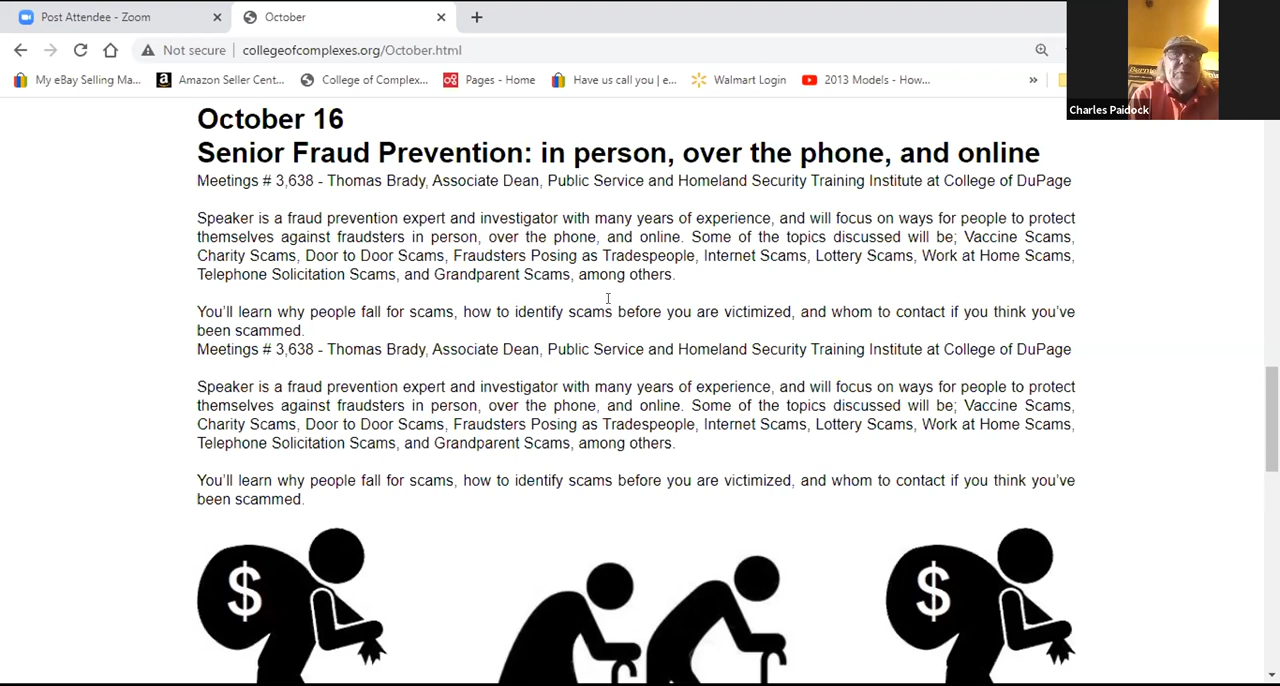 Post Attendee - Zoom
October
Not secure
collegeofcomplexes.org/October.html
My eBay Selling Ma...
Amazon Seller Cent...
College of Complex...
Pages - Home
Have us call you | e...
Walmart Login
2013 Models - How...
»
Charles Paidock
October 16
Senior Fraud Prevention: in person, over the phone, and online
Meetings # 3,638 - Thomas Brady, Associate Dean, Public Service and Homeland Security Training Institute at College of DuPage
Speaker is a fraud prevention expert and investigator with many years of experience, and will focus on ways for people to protect
themselves against fraudsters in person, over the phone, and online. Some of the topics discussed will be; Vaccine Scams,
Charity Scams, Door to Door Scams, Fraudsters Posing as Tradespeople, Internet Scams, Lottery Scams, Work at Home Scams,
Telephone Solicitation Scams, and Grandparent Scams, among others.
You'll learn why people fall for scams, how to identify scams before you are victimized, and whom to contact if you think you've
been scammed.
Meetings # 3,638 - Thomas Brady, Associate Dean, Public Service and Homeland Security Training Institute at College of DuPage
Speaker is a fraud prevention expert and investigator with many years of experience, and will focus on ways for people to protect
themselves against fraudsters in person, over the phone, and online. Some of the topics discussed will be; Vaccine Scams,
Charity Scams, Door to Door Scams, Fraudsters Posing as Tradespeople, Internet Scams, Lottery Scams, Work at Home Scams,
Telephone Solicitation Scams, and Grandparent Scams, among others.
You'll learn why people fall for scams, how to identify scams before you are victimized, and whom to contact if you think you've
been scammed.
$
$